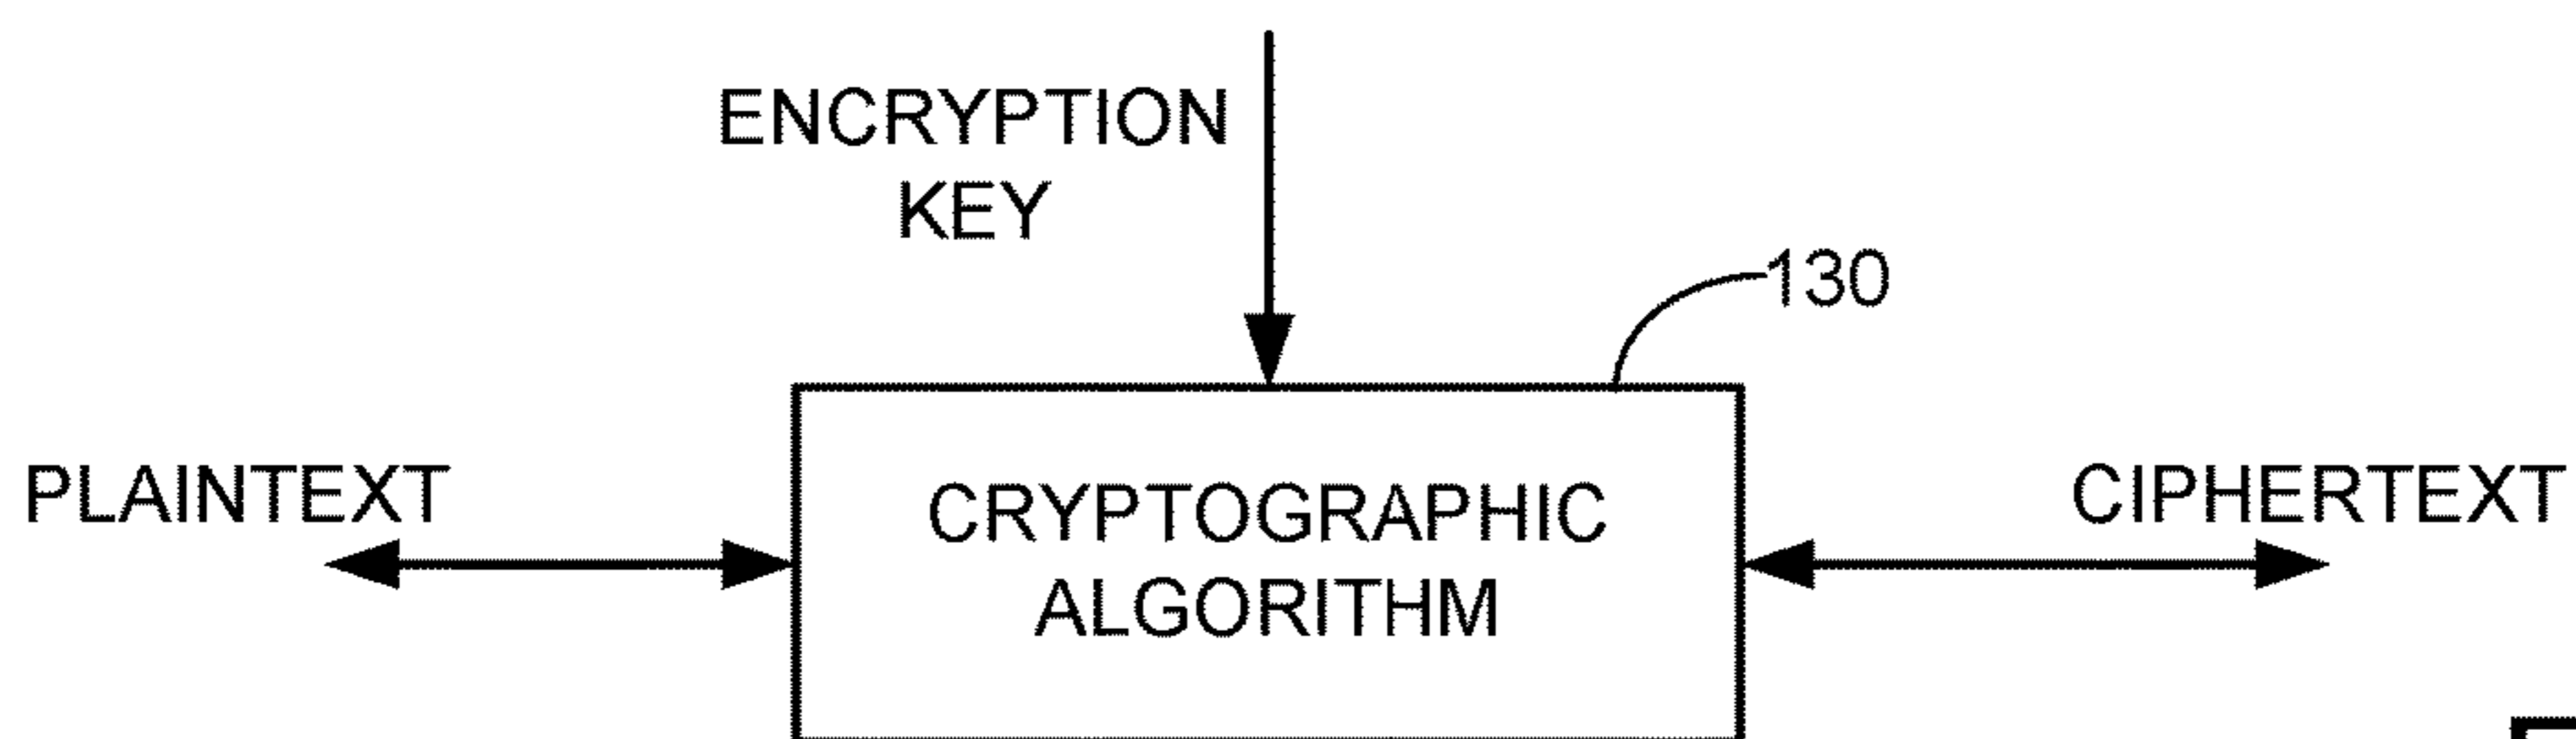 ENCRYPTION
KEY
130
PLAINTEXT
CRYPTOGRAPHIC
ALGORITHM
CIPHERTEXT